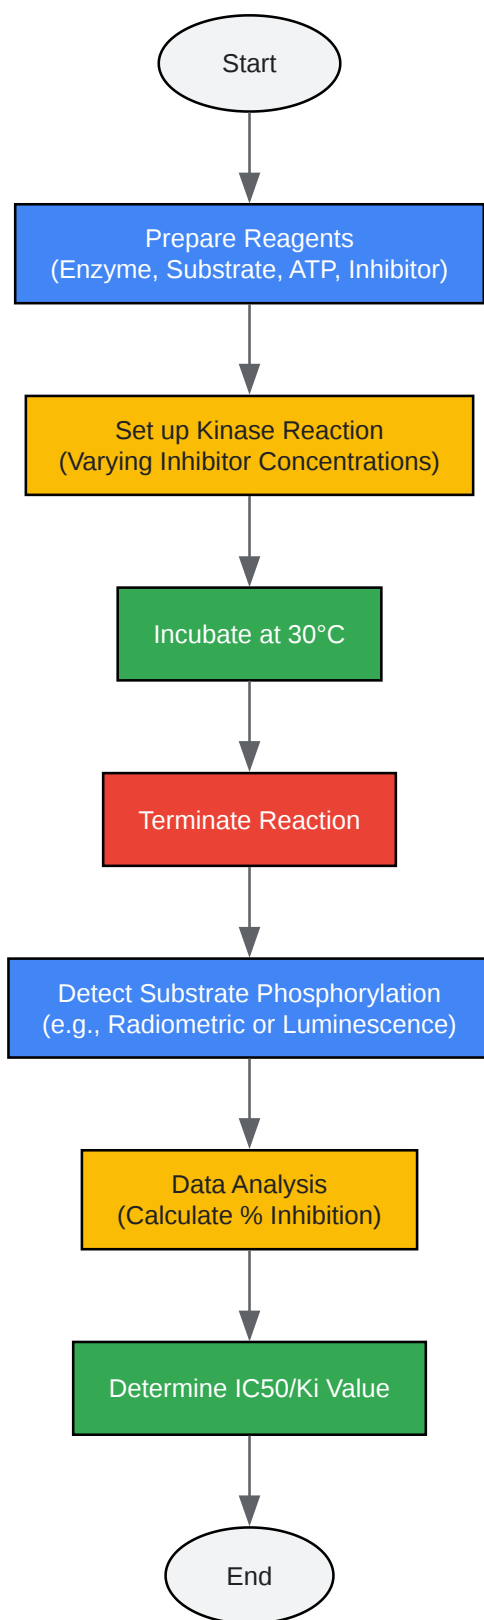 Start
Prepare Reagents
(Enzyme, Substrate, ATP, Inhibitor)
Set up Kinase Reaction
(Varying Inhibitor Concentrations)
Incubate at 30°C
Terminate Reaction
Detect Substrate Phosphorylation
(e.g., Radiometric or Luminescence)
Data Analysis
(Calculate % Inhibition)
Determine IC50/Ki Value
End